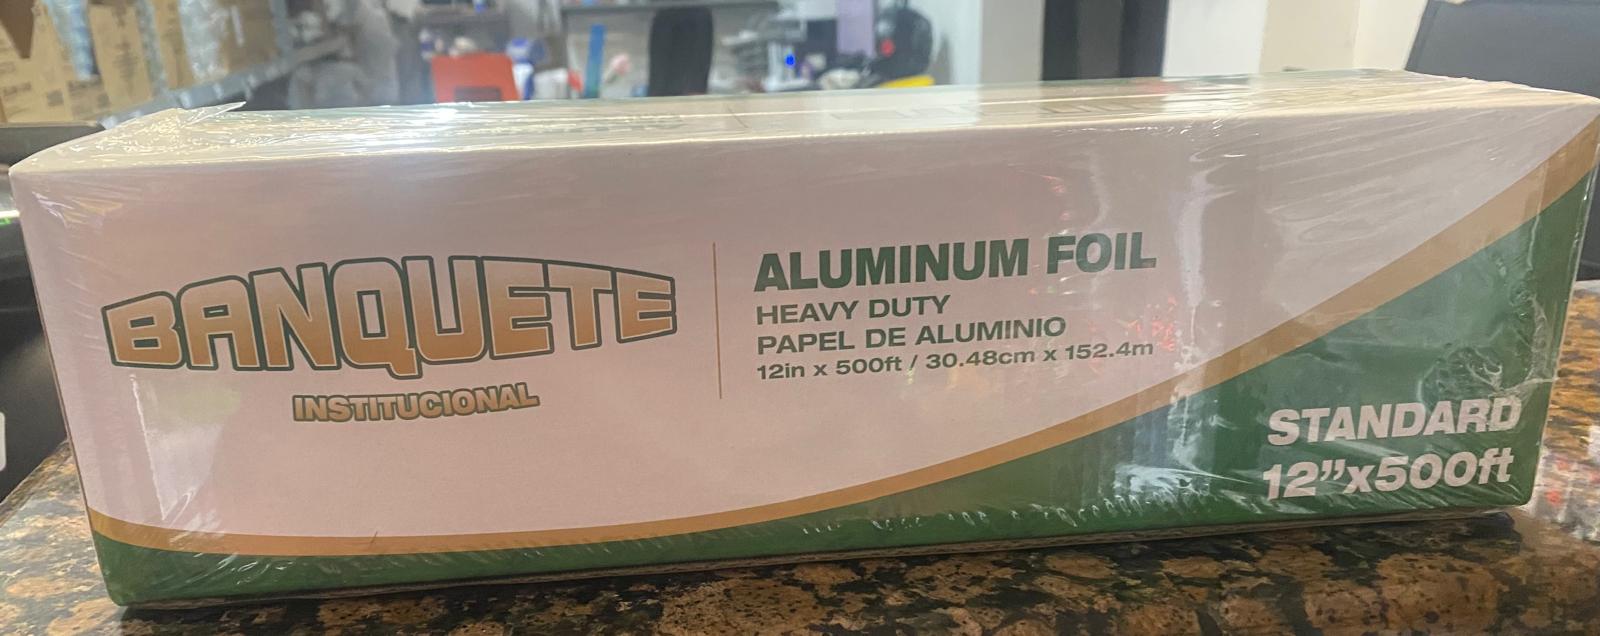 BANQUETE
INSTITUCIONAL
ALUMINUM FOIL
HEAVY DUTY
PAPEL DE ALUMINIO
12in x 500ft / 30.48cm x 152.4m
STANDARD
12”x500ft